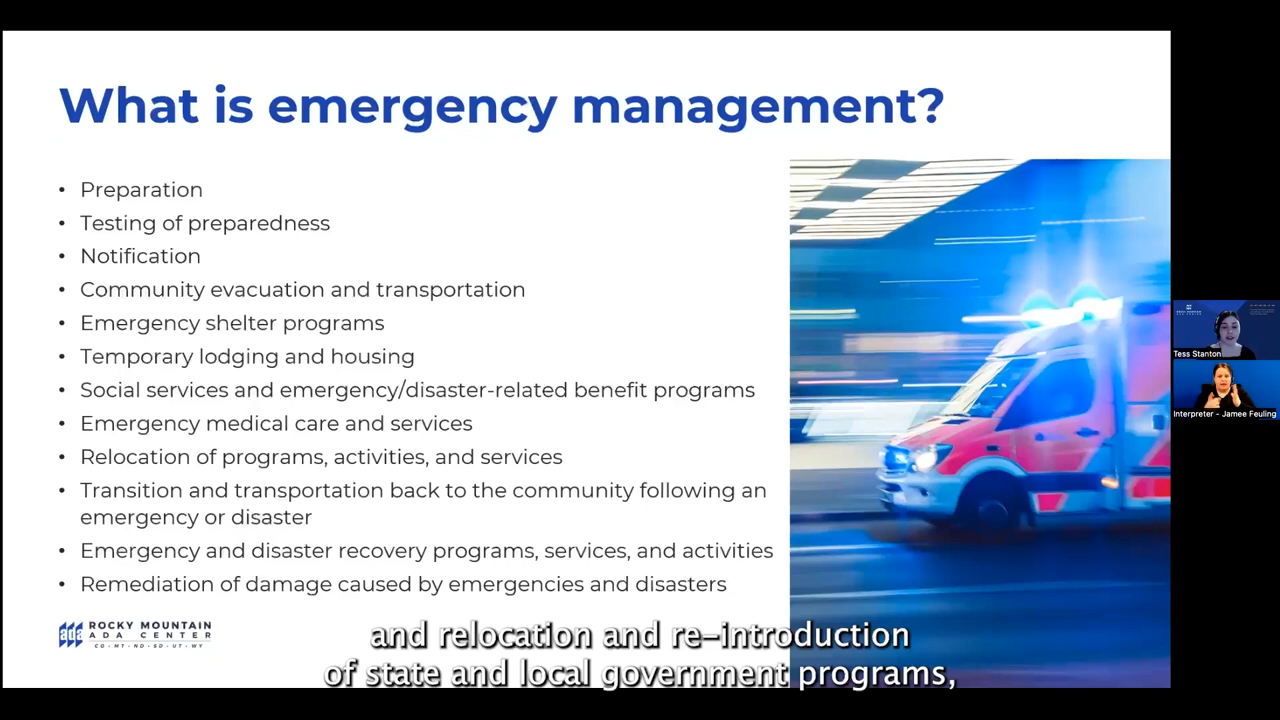 What is emergency management?
• Preparation
• Testing of preparedness
• Notification
• Community evacuation and transportation
• Emergency shelter programs
• Temporary lodging and housing
• Social services and emergency/disaster-related benefit programs
• Emergency medical care and services
• Relocation of programs, activities, and services
• Transition and transportation back to the community following an
emergency or disaster
• Emergency and disaster recovery programs, services, and activities
• Remediation of damage caused by emergencies and disasters
ada
ROCKY MOUNTAIN
ADA CENTER
CO · MT · ND · SD · UT · WY
and relocation and re-introduction
of state and local government programs,
Tess Stanton
Interpreter - Jamee Feuling